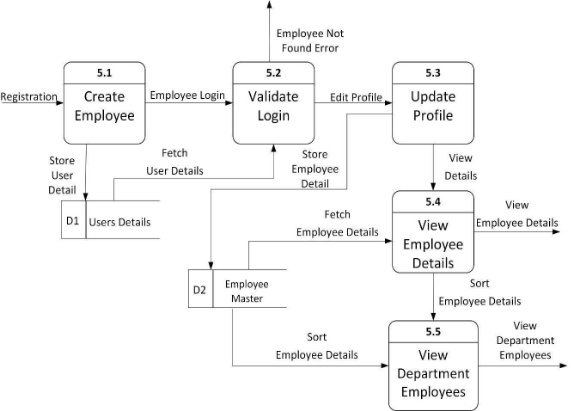 Employee Not
Found Error
5.1
Create
Employee
5.2
Validate
Login
5.3
Update
Profile
Registration
Employee Login
Edit Profile
Store
User
Detail
Fetch
User Details
Store
Employee
Detail
View
Details
D1
Users Details
5.4
View
Employee
Details
Fetch
Employee Details
View
Employee Details
D2
Employee
Master
Sort
Employee Details
Sort
Employee Details
5.5
View
Department
Employees
View
Department
Employees